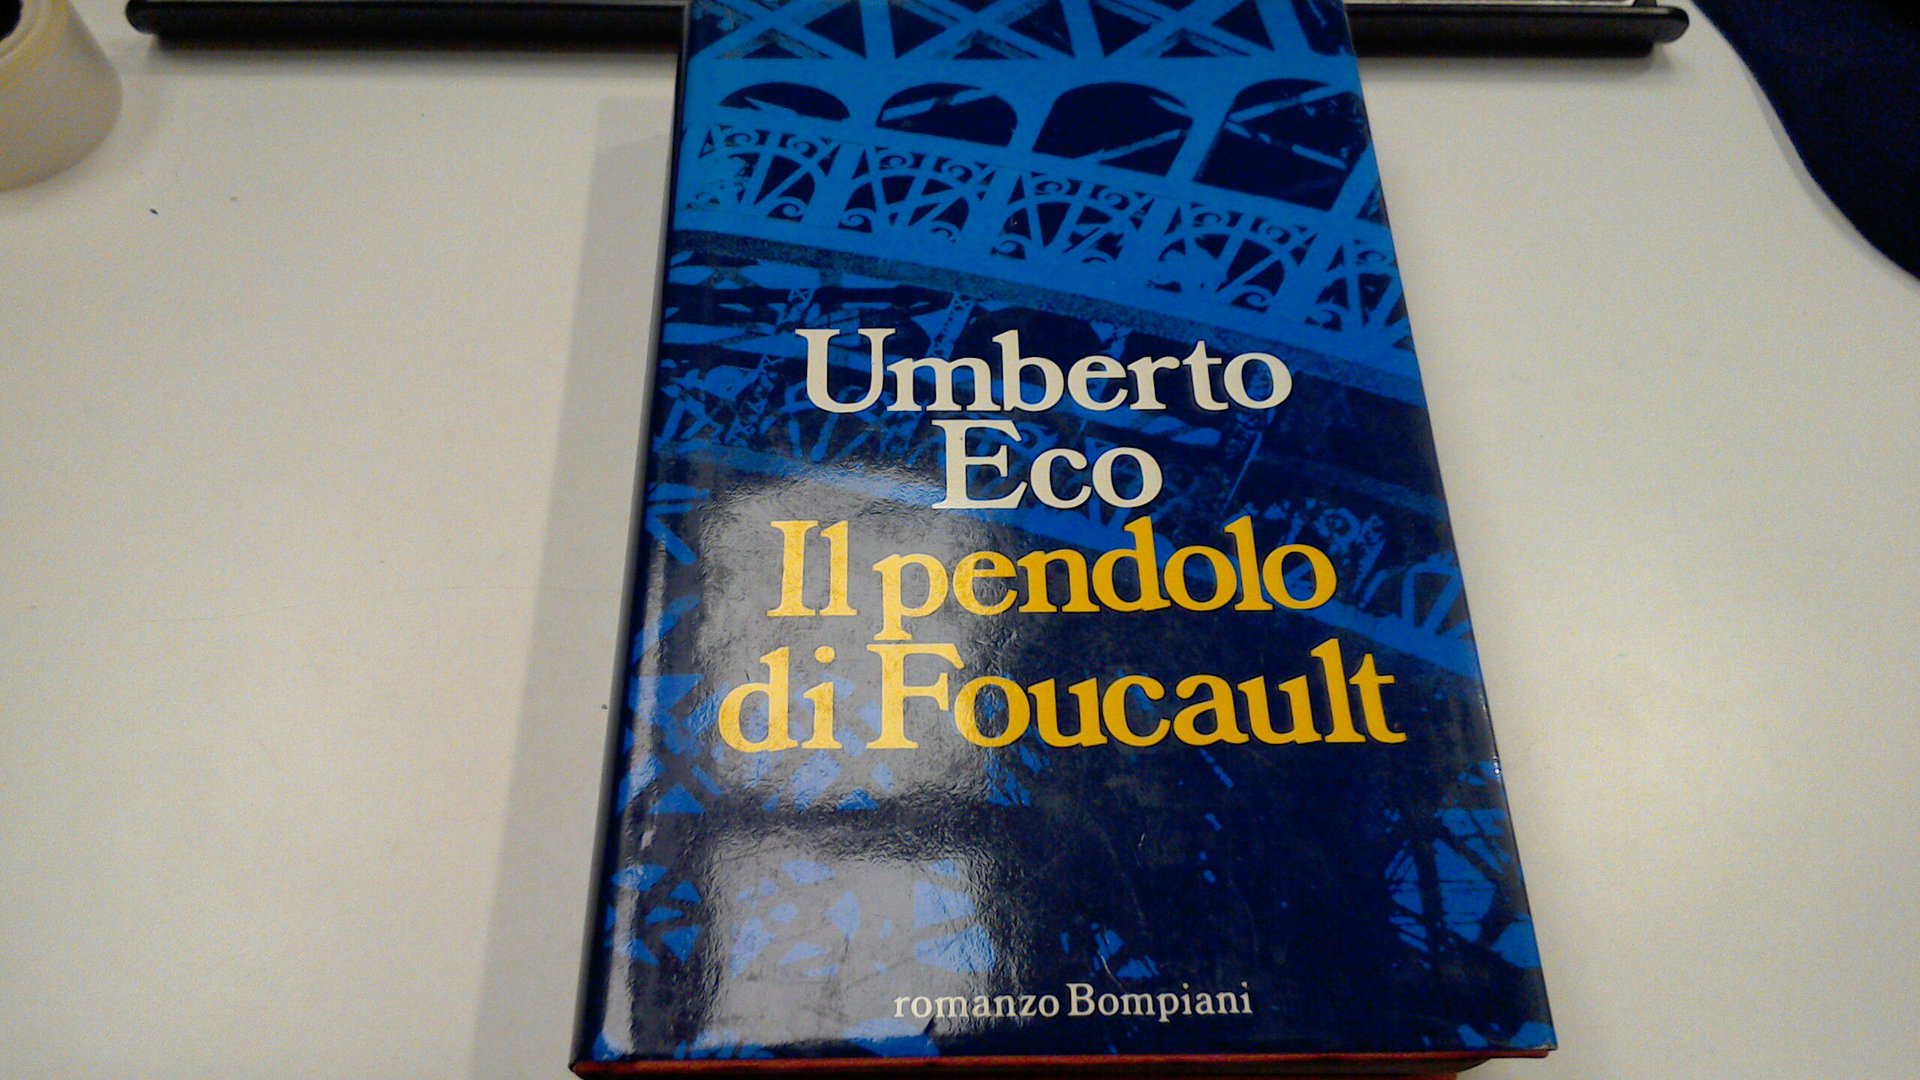 Umberto
Eco
Il pendolo
di Foucault
romanzo Bompiani